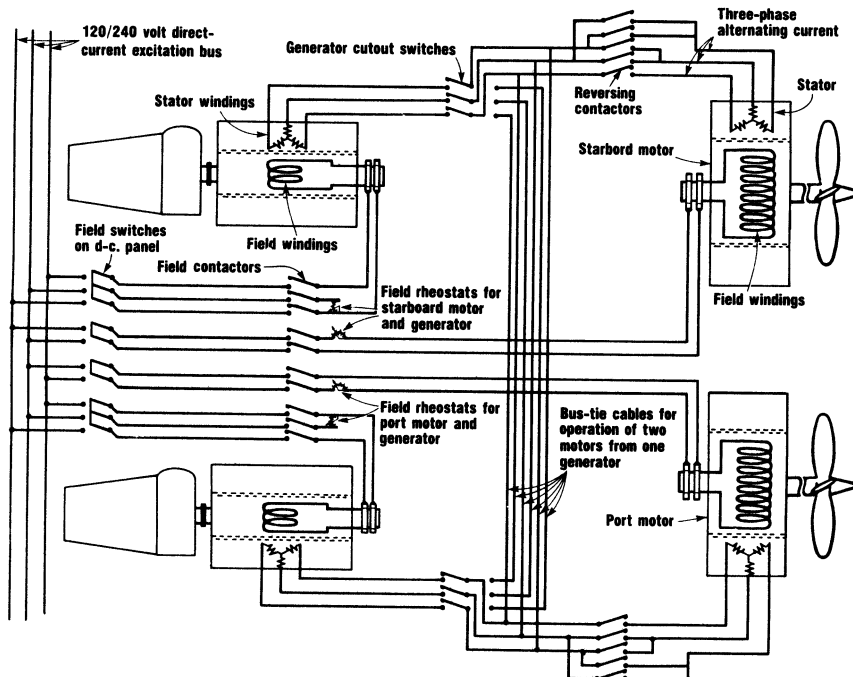 120/240 volt direct-
current excitation bus
Generator cutout switches
Three-phase
alternating current
Stator windings
Reversing
contactors
Stator
Starbord motor
Field windings
Field switches
on d-c. panel
Field contactors
Field rheostats for
starboard motor
and generator
Field windings
Field rheostats for
port motor and
generator
Bus-tie cables for
operation of two
motors from one
generator
Port motor